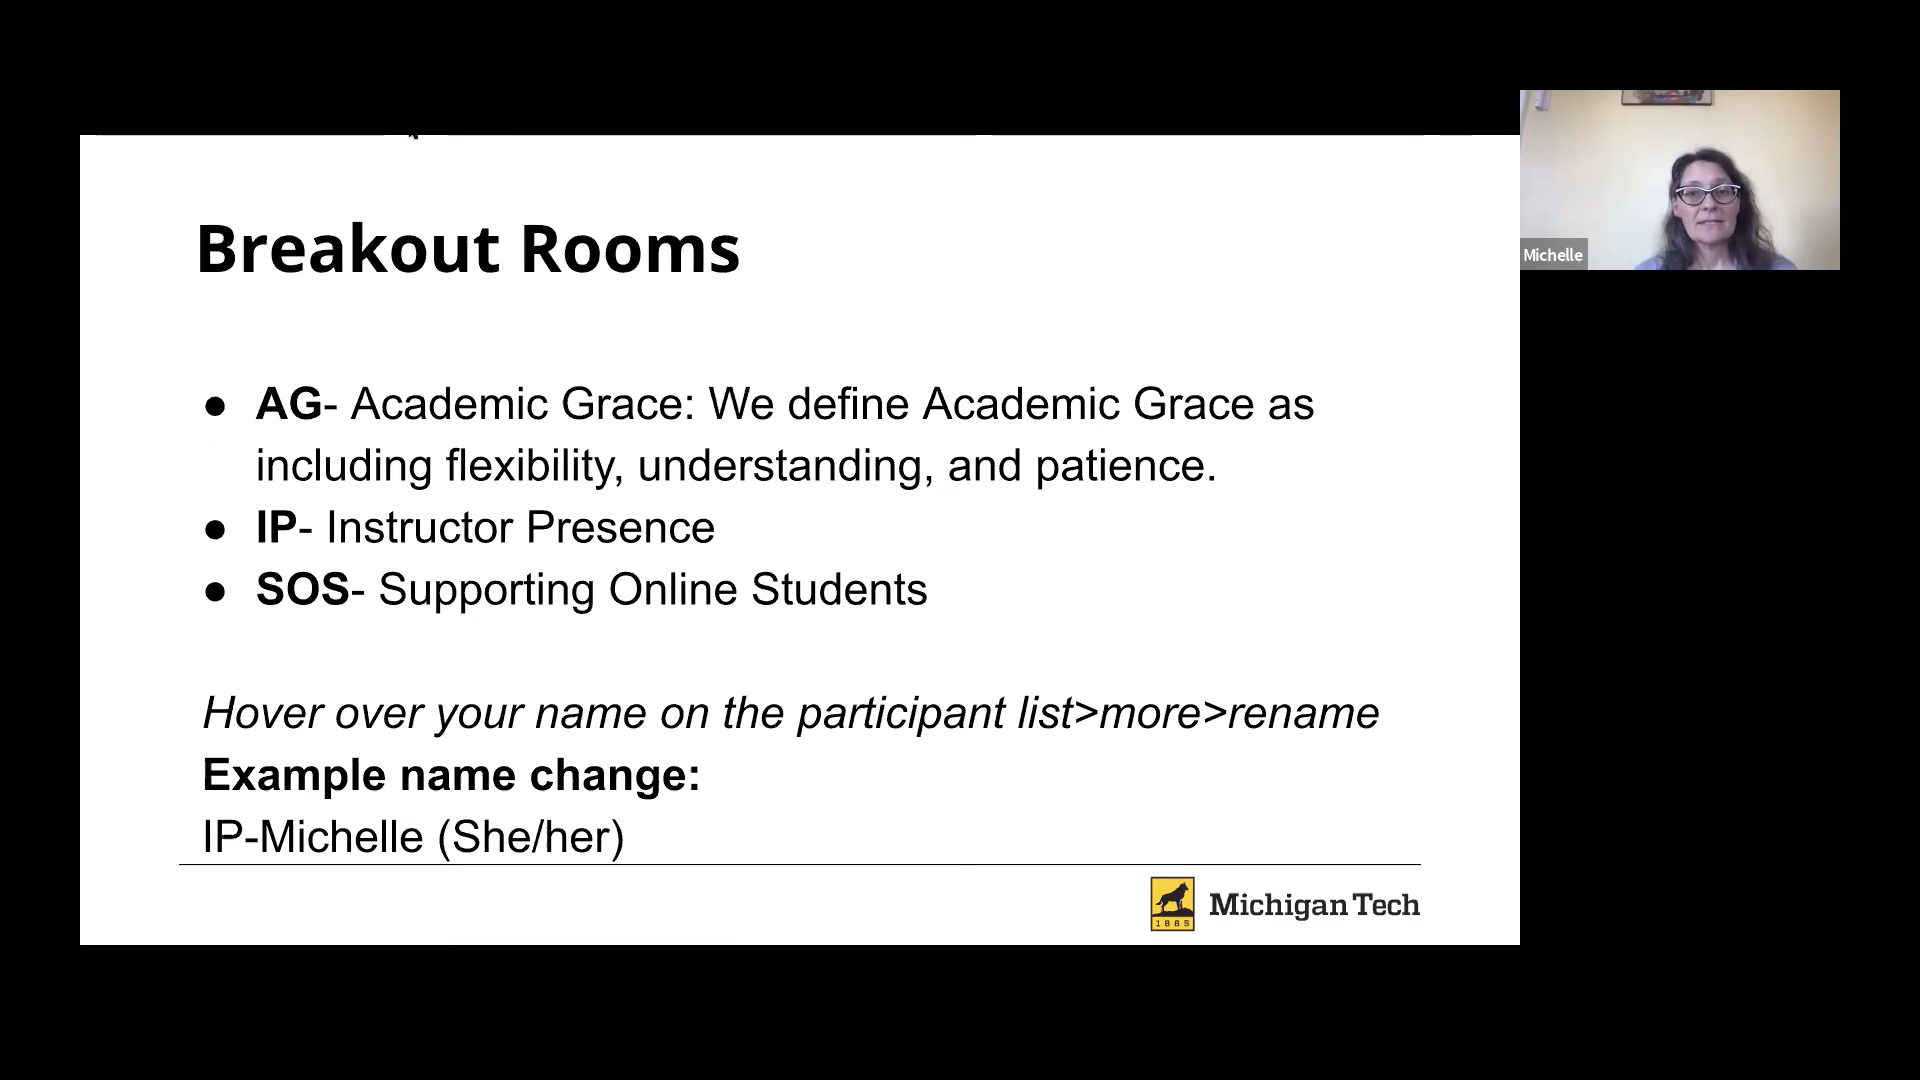 Breakout Rooms
● AG- Academic Grace: We define Academic Grace as
including flexibility, understanding, and patience.
● IP- Instructor Presence
● SOS- Supporting Online Students
Hover over your name on the participant list>more>rename
Example name change:
IP-Michelle (She/her)
1885
Michigan Tech
Michelle